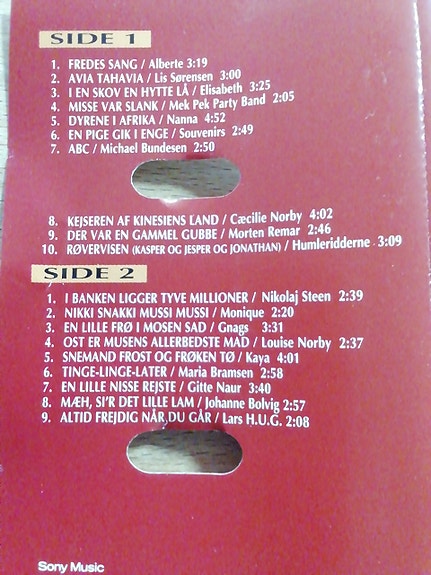 SIDE 1
1. FREDES SANG / Alberte 3:19
2. AVIA TAHAVIA / Lis Sørensen 3:00
3. I EN SKOV EN HYTTE LÅ / Elisabeth 3:25
4. MISSE VAR SLANK / Mek Pek Party Band 2:05
5. DYRENE I AFRIKA / Nanna 4:52
6. EN PIGE GIK I ENGE / Souvenirs 2:49
7. ABC / Michael Bundesen 2:50
8. KEJSEREN AF KINESIENS LAND / Cæcilie Norby 4:02
9. DER VAR EN GAMMEL GUBBE / Morten Remar 2:46
10. RØVERVISEN (KASPER OG JESPER OG JONATHAN) / Humleridderne 3:09
SIDE 2
1. I BANKEN LIGGER TYVE MILLIONER / Nikolaj Steen 2:39
2. NIKKI SNAKKI MUSSI MUSSI / Monique 2:20
3. EN LILLE FRØ I MOSEN SAD / Gnags 3:31
4. OST ER MUSENS ALLERBEDSTE MAD / Louise Norby 2:37
5. SNEMAND FROST OG FRØKEN TØ / Kaya 4:01
6. TINGE-LINGE-LATER / Maria Bramsen 2:58
7. EN LILLE NISSE REJSTE / Gitte Naur 3:40
8. MÆH, SI'R DET LILLE LAM / Johanne Bolvig 2:57
9. ALTID FREJDIG NÅR DU GÅR / Lars H.U.G. 2:08
Sony Music